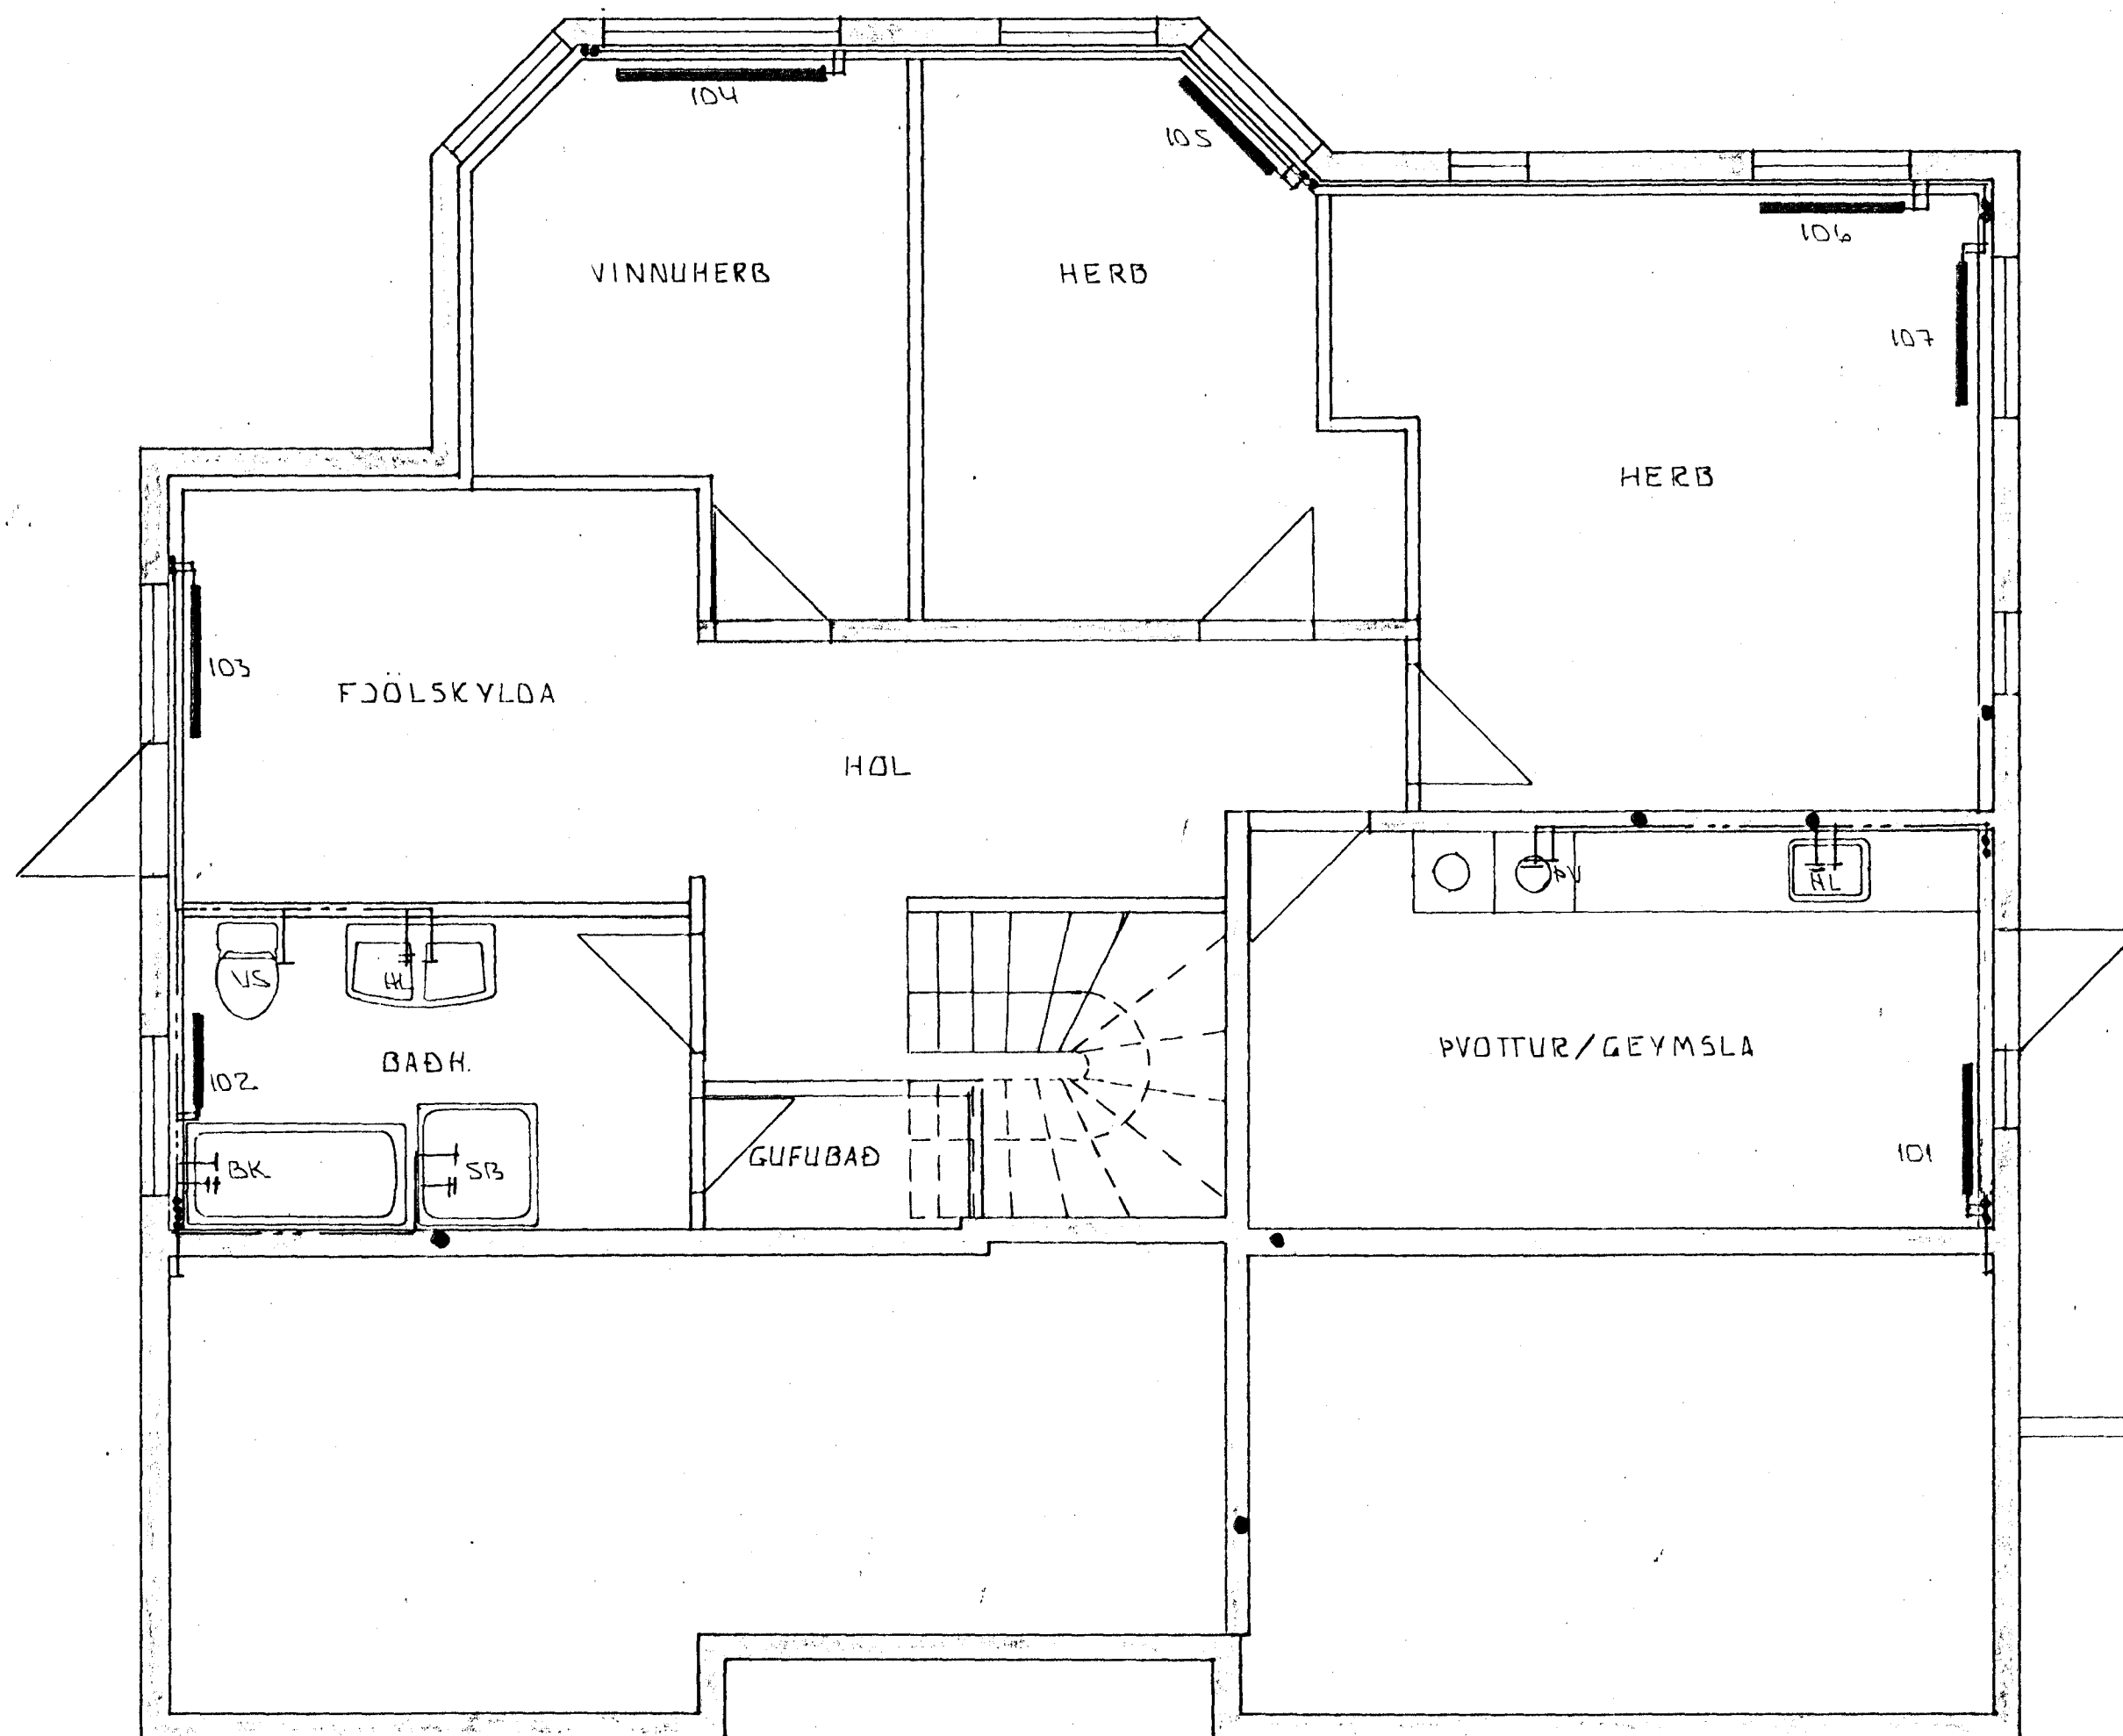 104
105
106
VINNUHERB
HERB
107
HERB
103
FJÖLSKYLDA
HOL
ÞV
HL
VS
HL
BAÐH.
ÞVOTTUR/GEYMSLA
102
GUFUBAÐ
BK
SB
101